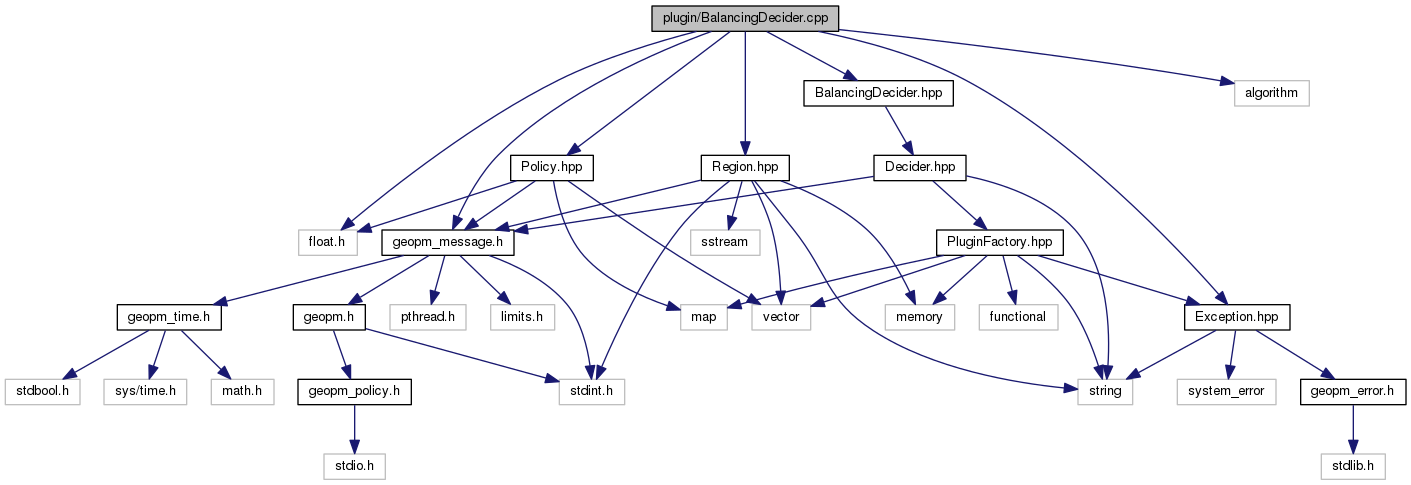 plugin/BalancingDecider.cpp
BalancingDecider.hpp
algorithm
Policy.hpp
Region.hpp
Decider.hpp
float.h
geopm_message.h
sstream
PluginFactory.hpp
geopm_time.h
geopm.h
pthread.h
limits.h
map
vector
memory
functional
Exception.hpp
stdbool.h
sys/time.h
math.h
geopm_policy.h
stdint.h
string
system_error
geopm_error.h
stdio.h
stdlib.h